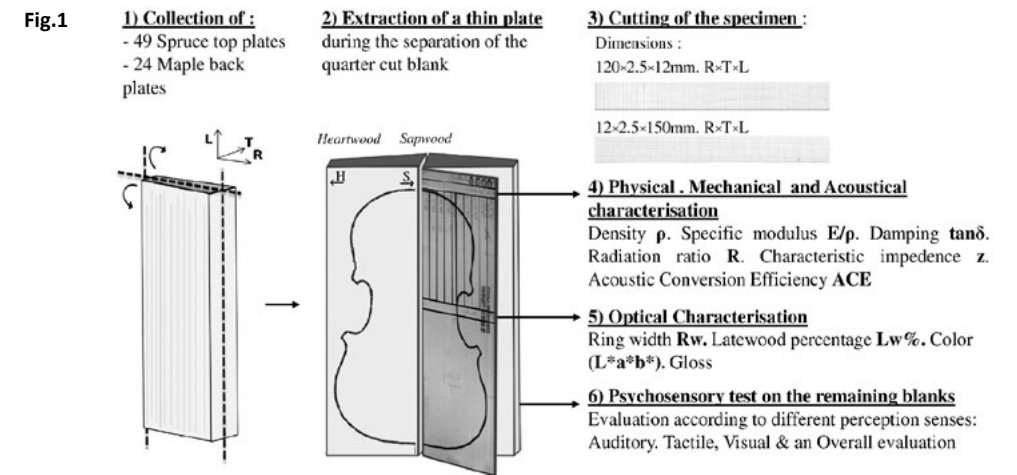 Fig.1
1) Collection of :
- 49 Spruce top plates
- 24 Maple back
plates
2) Extraction of a thin plate
during the separation of the
quarter cut blank
3) Cutting of the specimen :
Dimensions :
120×2.5×12mm. R×T×L
12×2.5×150mm. R×T×L
L
T
R
Heartwood Sapwood
H
S
4) Physical . Mechanical and Acoustical
characterisation
Density ρ. Specific modulus E/ρ. Damping tanδ.
Radiation ratio R. Characteristic impedence z.
Acoustic Conversion Efficiency ACE
5) Optical Characterisation
Ring width Rw. Latewood percentage Lw%. Color
(L*a*b*). Gloss
6) Psychosensory test on the remaining blanks
Evaluation according to different perception senses:
Auditory. Tactile, Visual & an Overall evaluation